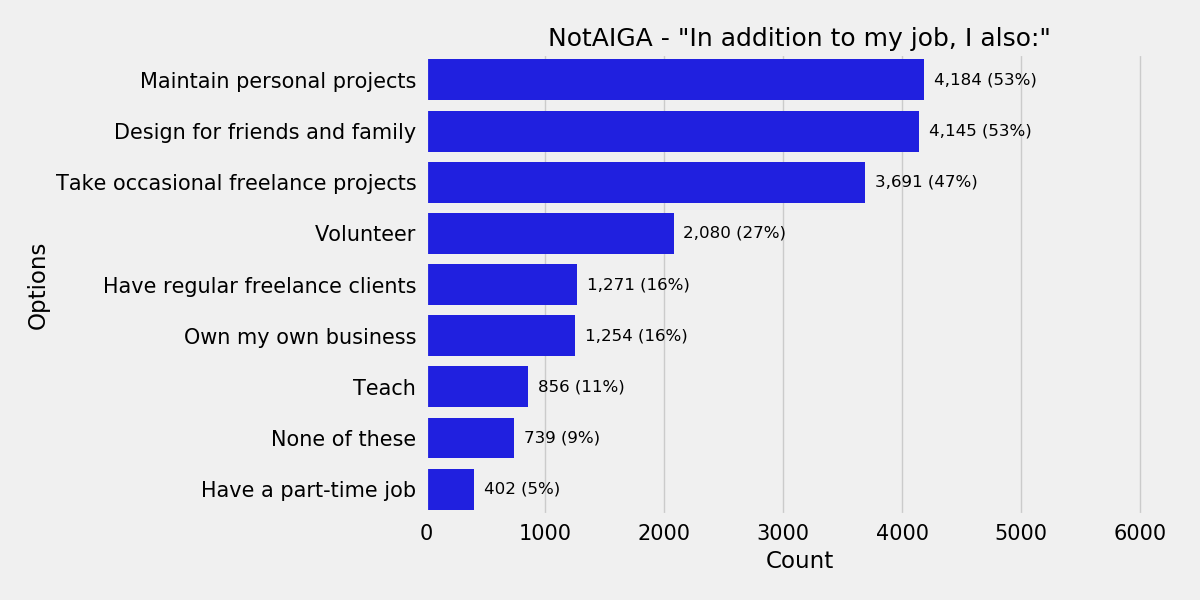 NotAIGA - "In addition to my job, I also:"
Maintain personal projects 4,184 (53%)
Design for friends and family 4,145 (53%)
Take occasional freelance projects 3,691 (47%)
Volunteer 2,080 (27%)
Have regular freelance clients 1,271 (16%)
Own my own business 1,254 (16%)
Teach 856 (11%)
None of these 739 (9%)
Have a part-time job 402 (5%)
Options
0 1000 2000 3000 4000 5000 6000
Count